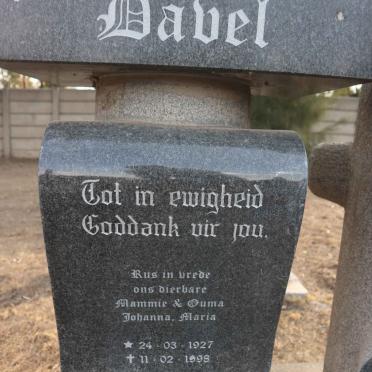 Davel
Tot in ewigheid
Goddank vir jou.
Rus in vrede
ons dierbare
Mammie & Ouma
Johanna, Maria
★ 24 - 03 - 1927
✝ 11 - 02 - 1998